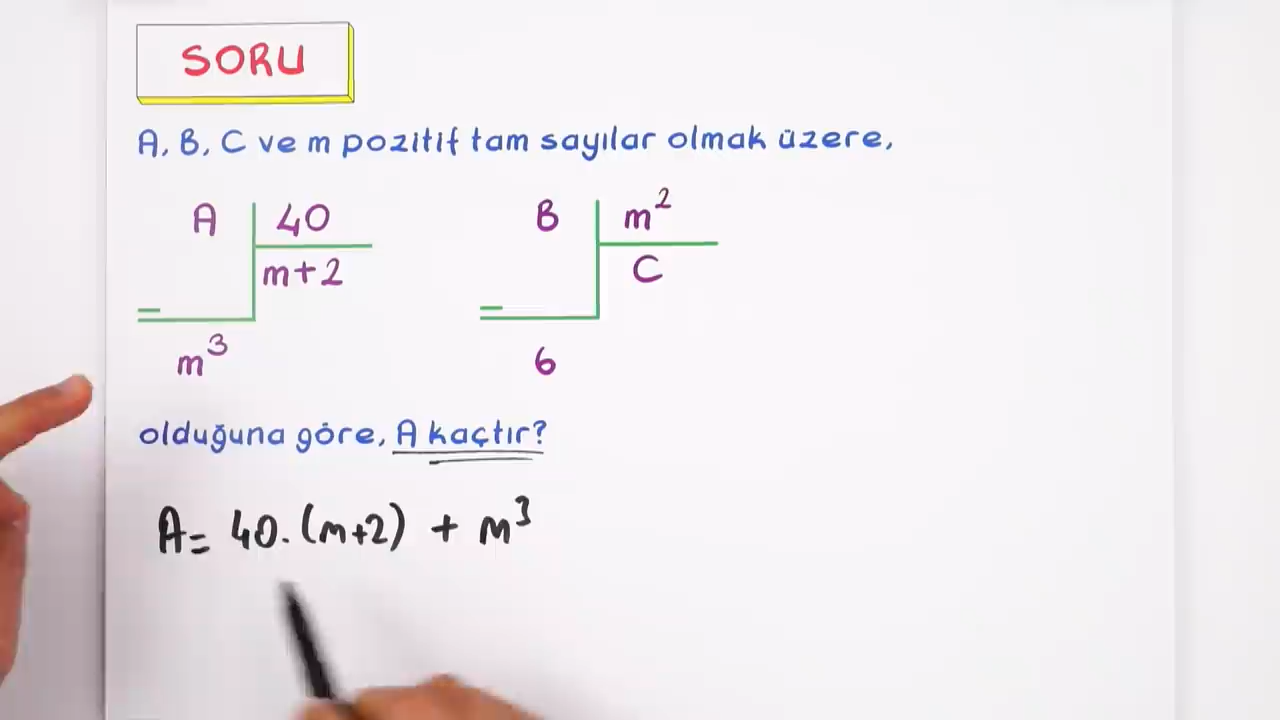 SORU
A, B, C ve m pozitif tam sayılar olmak üzere,
A 40 B m²
m+2 C
m³ 6
olduğuna göre, A kaçtır?
A= 40.(m+2) + m³